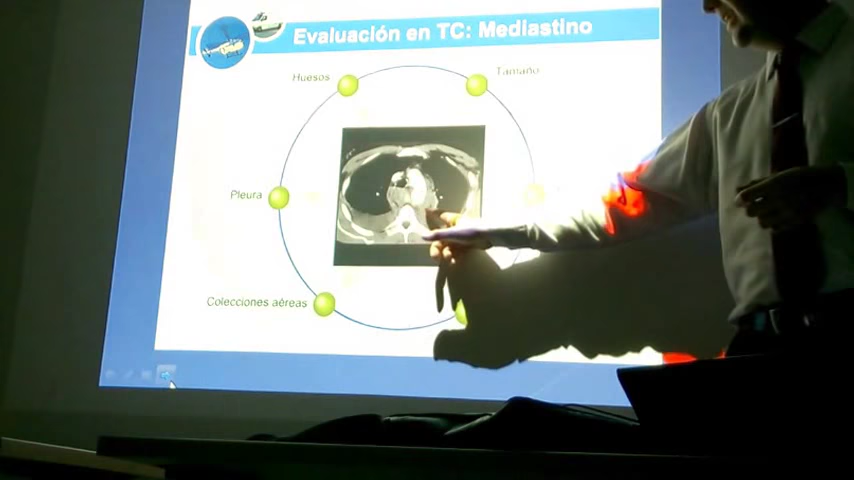 Evaluación en TC: Mediastino
Huesos
Tamaño
Pleura
Colecciones aéreas